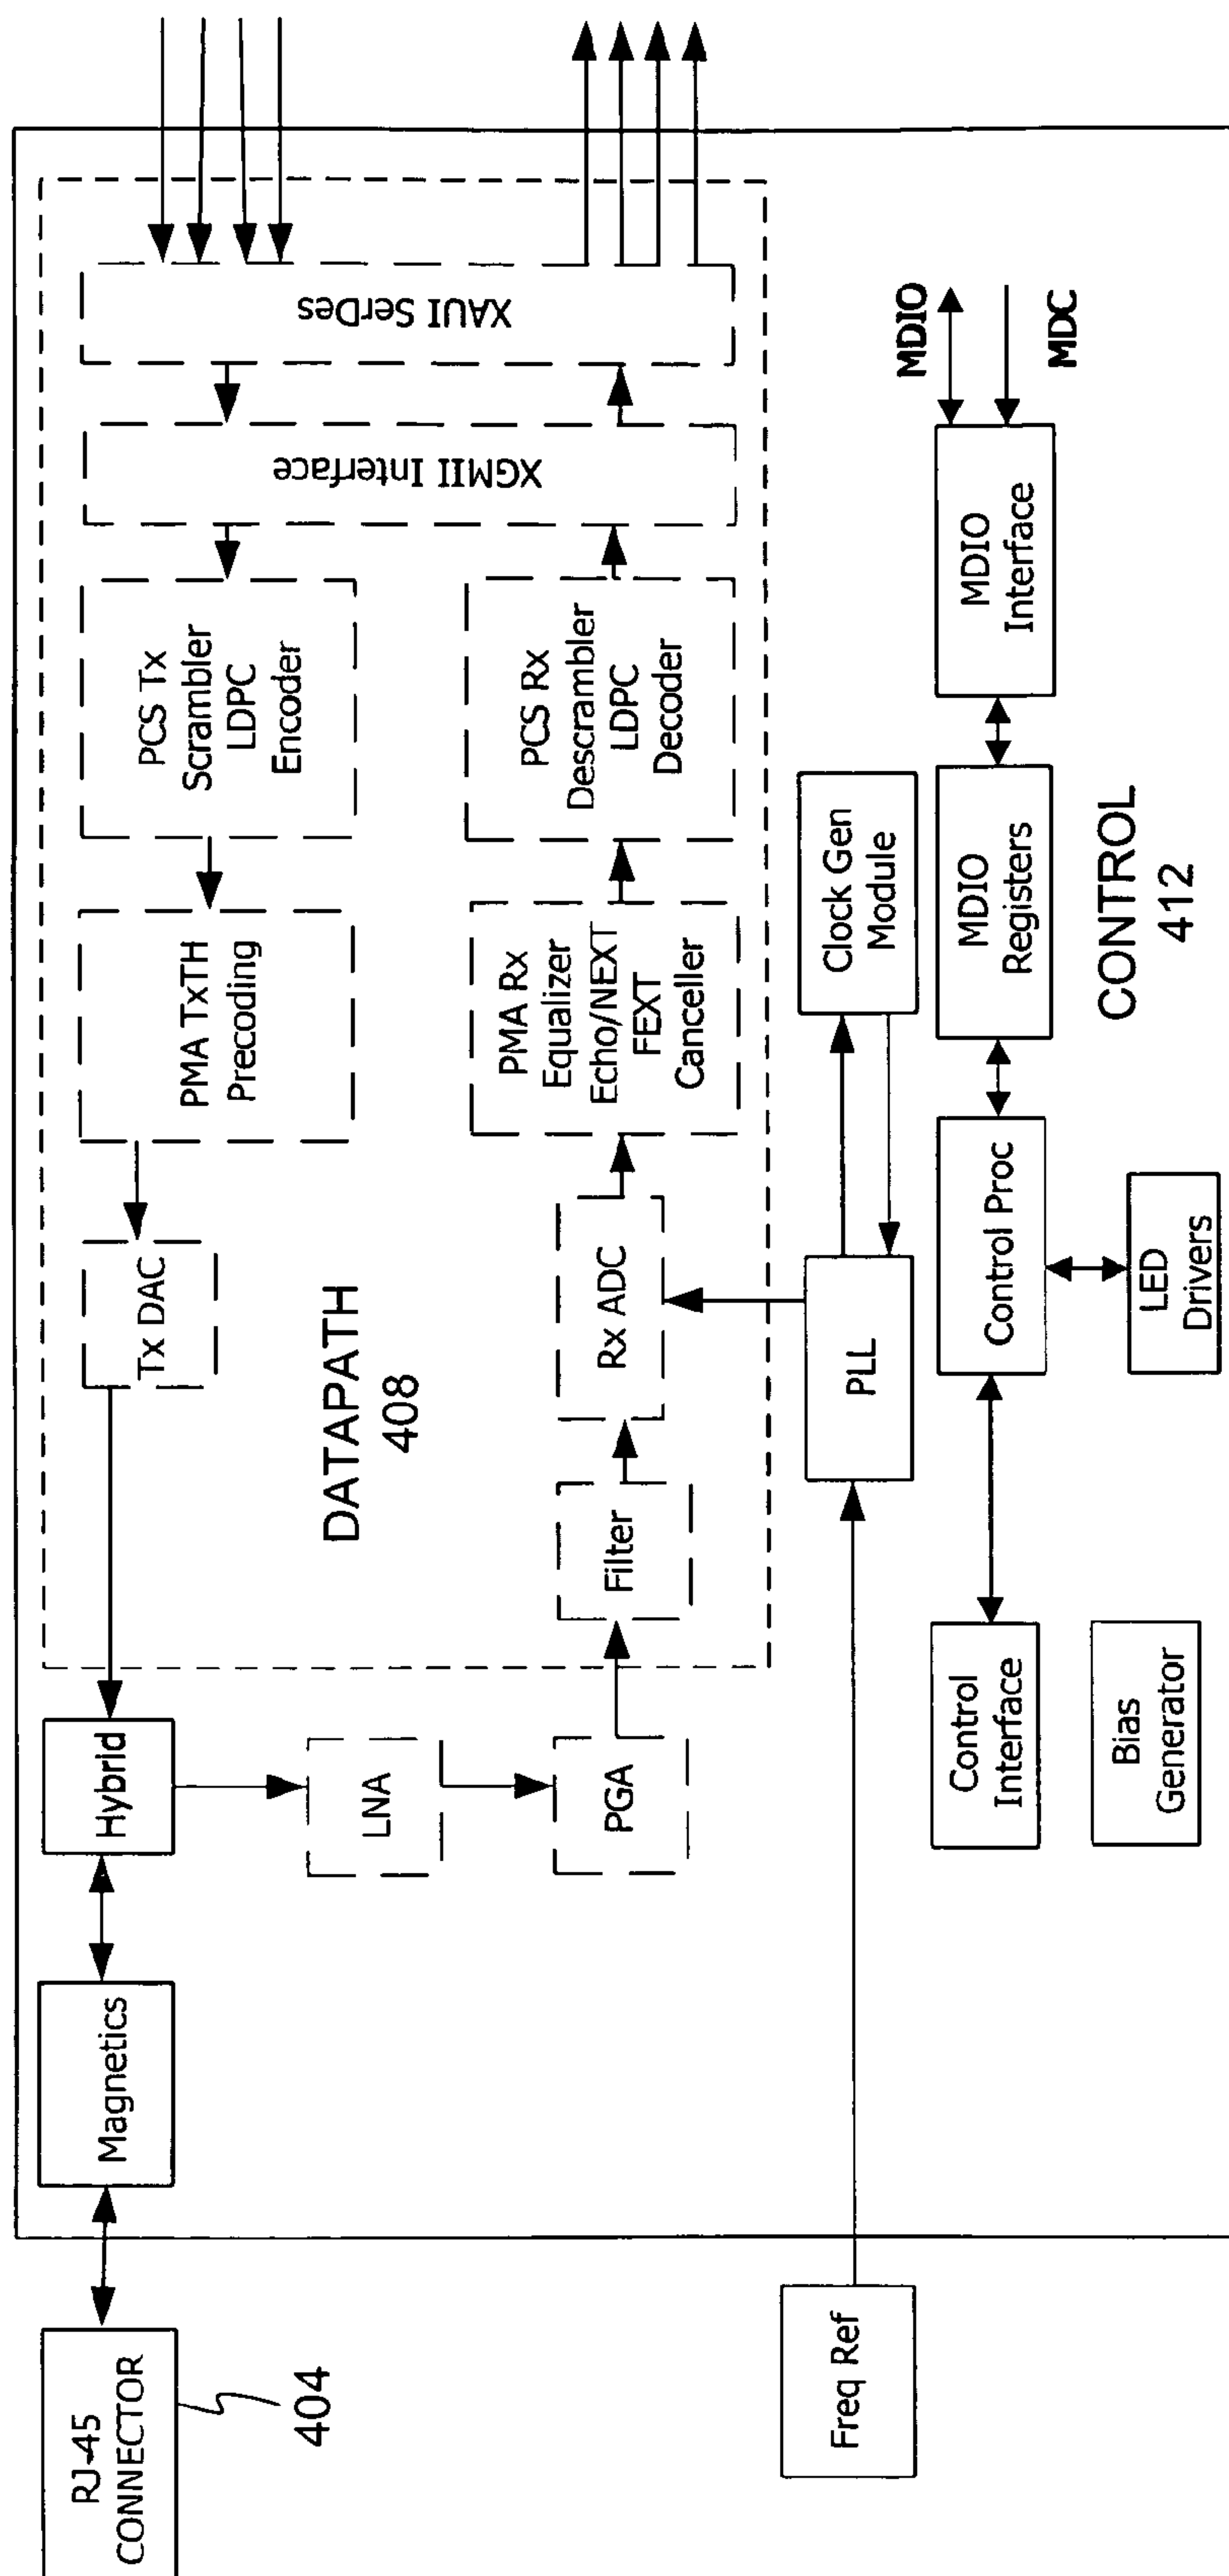 RJ-45
CONNECTOR
404
Magnetics
Hybrid
LNA
PGA
Filter
Rx ADC
Tx DAC
DATAPATH
408
PMA TxTH
Precoding
PCS Tx
Scrambler
LDPC
Encoder
PMA Rx
Equalizer
Echo/NEXT
FEXT
Canceller
PCS Rx
Descrambler
LDPC
Decoder
XGMII Interface
XAUI SerDes
Freq Ref
PLL
Clock Gen
Module
Control
Interface
Bias
Generator
Control Proc
LED
Drivers
MDIO
Registers
MDIO
Interface
MDIO
MDC
CONTROL
412